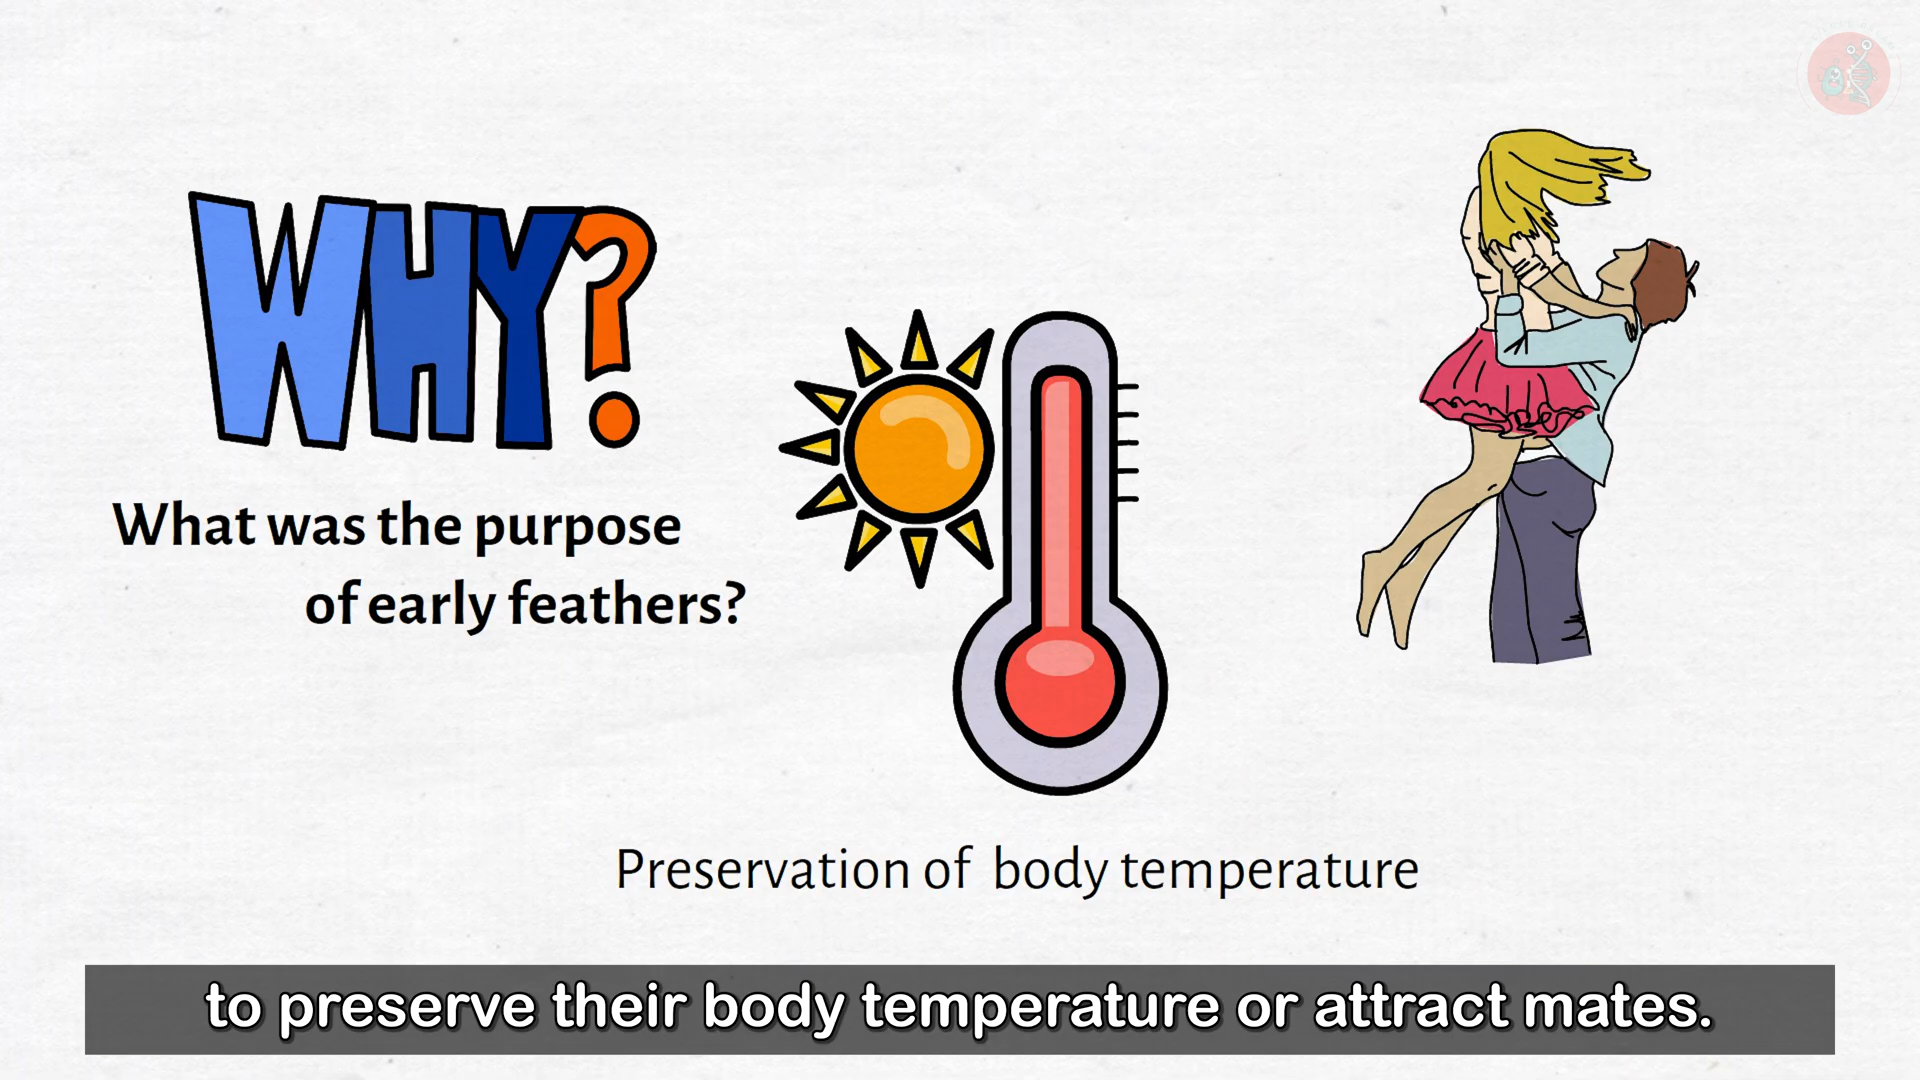 WHY?
What was the purpose
of early feathers?
Preservation of body temperature
to preserve their body temperature or attract mates.